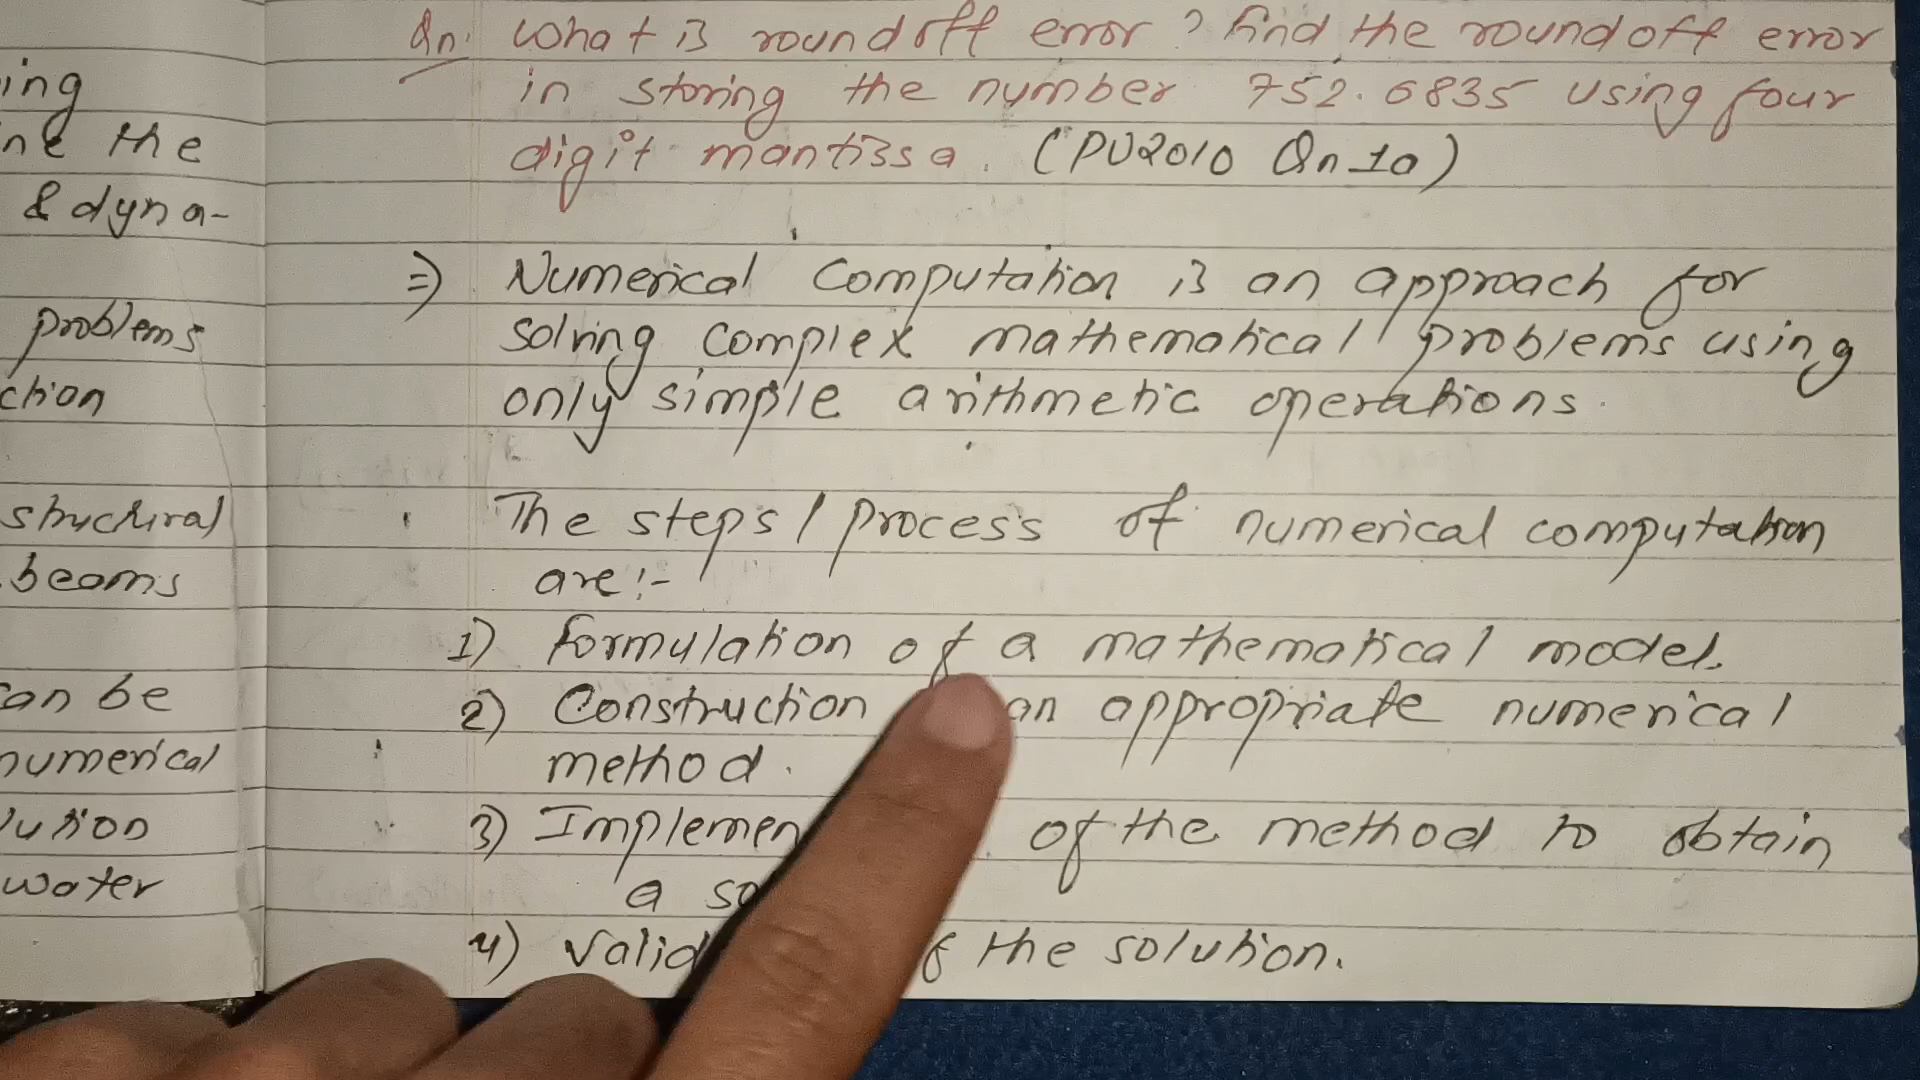 ing
ne the
& dyna-
problems
ction
structural
beams
can be
numerical
lution
water
Qn. What is roundoff error? Find the roundoff error
in storing the number 752.6835 using four
digit mantissa. (PU2010 Qn 1a)
=) Numerical computation is an approach for
solving complex mathematical problems using
only simple arithmetic operations.
The steps / process of numerical computation
are:-
1) Formulation of a mathematical model.
2) Construction an appropriate numerical
method.
3) Implemen of the method to obtain
a so
4) Valid the solution.